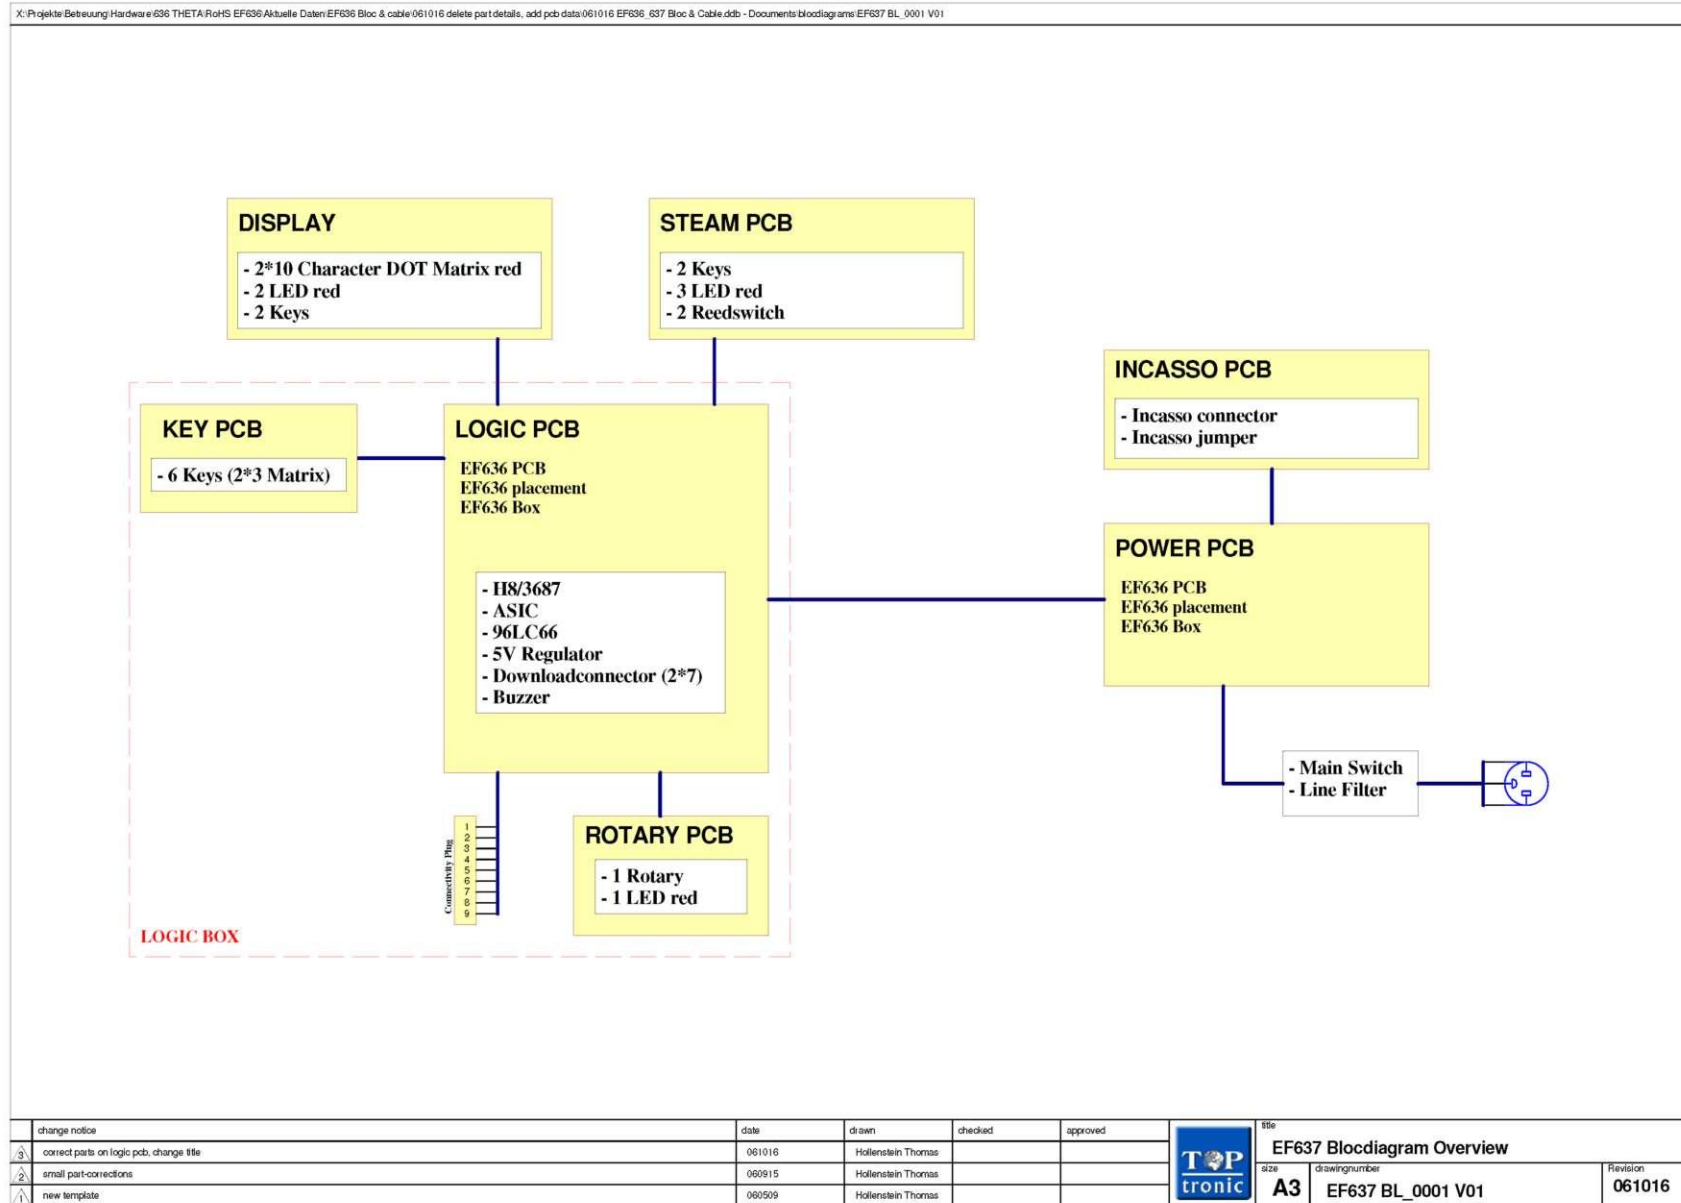 X:\Projekte\Betreuung\Hardware\636 THETA\RoHS EF636\Aktuelle Daten\EF636 Bloc & cable\061016 delete part details, add pcb data\061016 EF636_637 Bloc & Cable.ddb - Documents\blocdiagrams\EF637 BL_0001 V01
DISPLAY
- 2*10 Character DOT Matrix red
- 2 LED red
- 2 Keys
STEAM PCB
- 2 Keys
- 3 LED red
- 2 Reedswitch
INCASSO PCB
- Incasso connector
- Incasso jumper
KEY PCB
- 6 Keys (2*3 Matrix)
LOGIC PCB
EF636 PCB
EF636 placement
EF636 Box
- H8/3687
- ASIC
- 96LC66
- 5V Regulator
- Downloadconnector (2*7)
- Buzzer
POWER PCB
EF636 PCB
EF636 placement
EF636 Box
- Main Switch
- Line Filter
Connectivity Plug
1
2
3
4
5
6
7
8
9
ROTARY PCB
- 1 Rotary
- 1 LED red
LOGIC BOX
change notice date drawn checked approved
3 correct parts on logic pcb, change title 061016 Hollenstein Thomas
2 small part-corrections 060915 Hollenstein Thomas
1 new template 060509 Hollenstein Thomas
TOP
tronic
title
EF637 Blocdiagram Overview
size drawingnumber Revision
A3 EF637 BL_0001 V01 061016